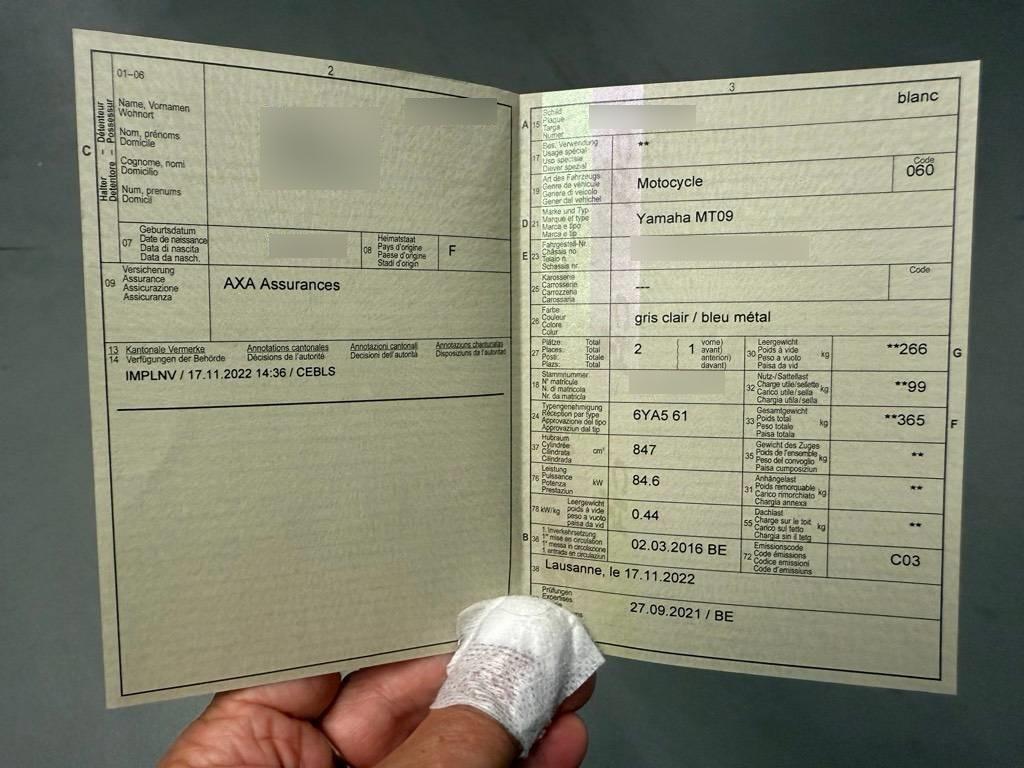 2
01–06
Halter – Détenteur
Detentore – Possessur
C
Name, Vornamen
Wohnort
Nom, prénoms
Domicile
Cognome, nomi
Domicilio
Num, prenums
Domicil
07
Geburtsdatum
Date de naissance
Data di nascita
Data da nasch.
08
Heimatstaat
Pays d'origine
Paese d'origine
Stadi d'origin
F
09
Versicherung
Assurance
Assicurazione
Assicuranza
AXA Assurances
13 Kantonale Vermerke Annotations cantonales Annotazioni cantonali Annotaziuns chantunalas
14 Verfügungen der Behörde Décisions de l'autorité Decisioni dell'autorità Disposiziuns da l'autoritad
IMPLNV / 17.11.2022 14:36 / CEBLS
3
A 15
Schild
Plaque
Targa
Numer
blanc
17
Bes. Verwendung
Usage spécial
Uso speciale
Diever spezial
**
19
Art des Fahrzeugs
Genre de véhicule
Genere di veicolo
Gener dal vehichel
Motocycle
Code
060
D 21
Marke und Typ
Marque et type
Marca e tipo
Marca e tip
Yamaha MT09
E 23
Fahrgestell-Nr.
Châssis no
Telaio n.
Schassis nr.
25
Karosserie
Carrosserie
Carrozzeria
Carossaria
---
Code
26
Farbe
Couleur
Colore
Colur
gris clair / bleu métal
27
Plätze: Total
Places: Total
Posti: Totale
Plazs: Total
2
1
vorne)
avant)
anteriori)
davant)
30
Leergewicht
Poids à vide
Peso a vuoto
Paisa da vid
kg
**266
G
18
Stammnummer
N° matricule
N. di matricola
Nr. da matricla
32
Nutz-/Sattellast
Charge utile/sellette
Carico utile/sella
Chargia utila/sella
kg
**99
24
Typengenehmigung
Réception par type
Approvazione del tipo
Approvaziun dal tip
6YA5 61
33
Gesamtgewicht
Poids total
Peso totale
Paisa totala
kg
**365
F
37
Hubraum
Cylindrée
Cilindrata
Cilindrada
cm³
847
35
Gewicht des Zuges
Poids de l'ensemble
Peso del convoglio
Paisa cumposiziun
kg
**
76
Leistung
Puissance
Potenza
Prestaziun
kW
84.6
31
Anhängelast
Poids remorquable
Carico rimorchiato
Chargia annexa
kg
**
78 kW/kg
Leergewicht
poids à vide
peso a vuoto
paisa da vid
0.44
55
Dachlast
Charge sur le toit
Carico sul tetto
Chargia sin il tetg
kg
**
B 36
1. Inverkehrsetzung
1re mise en circulation
1a messa in circolazione
1. entrada en circulaziun
02.03.2016 BE
72
Emissionscode
Code émissions
Codice emissioni
Code d'emissiuns
C03
38
Lausanne, le 17.11.2022
Prüfungen
Expertises
27.09.2021 / BE